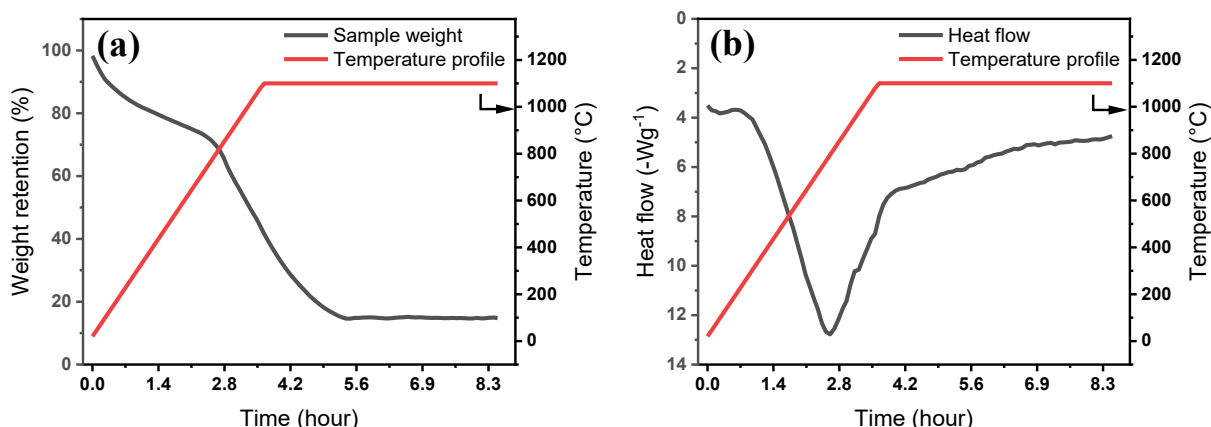 (a)
Sample weight
Temperature profile
Weight retention (%)
100
80
60
40
20
0
1200
1000
800
600
400
200
0
Temperature (°C)
0.0 1.4 2.8 4.2 5.6 6.9 8.3
Time (hour)
(b)
Heat flow
Temperature profile
Heat flow (-Wg-1)
0
2
4
6
8
10
12
14
1200
1000
800
600
400
200
0
Temperature (°C)
0.0 1.4 2.8 4.2 5.6 6.9 8.3
Time (hour)